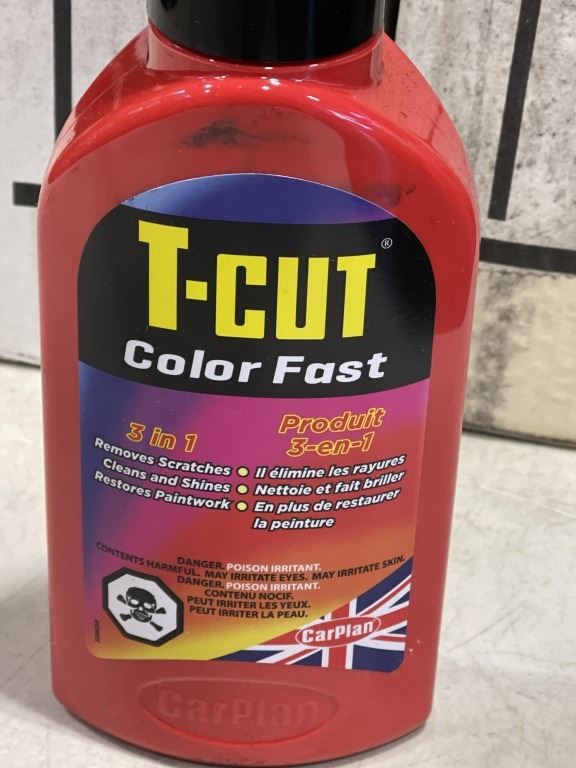 T-CUT®
Color Fast
3 in 1
Removes Scratches
Cleans and Shines
Restores Paintwork
Produit
3-en-1
Il élimine les rayures
Nettoie et fait briller
En plus de restaurer
la peinture
DANGER. POISON IRRITANT.
CONTENTS HARMFUL. MAY IRRITATE EYES. MAY IRRITATE SKIN.
DANGER. POISON IRRITANT.
CONTENU NOCIF.
PEUT IRRITER LES YEUX.
PEUT IRRITER LA PEAU.
CarPlan
CarPlan